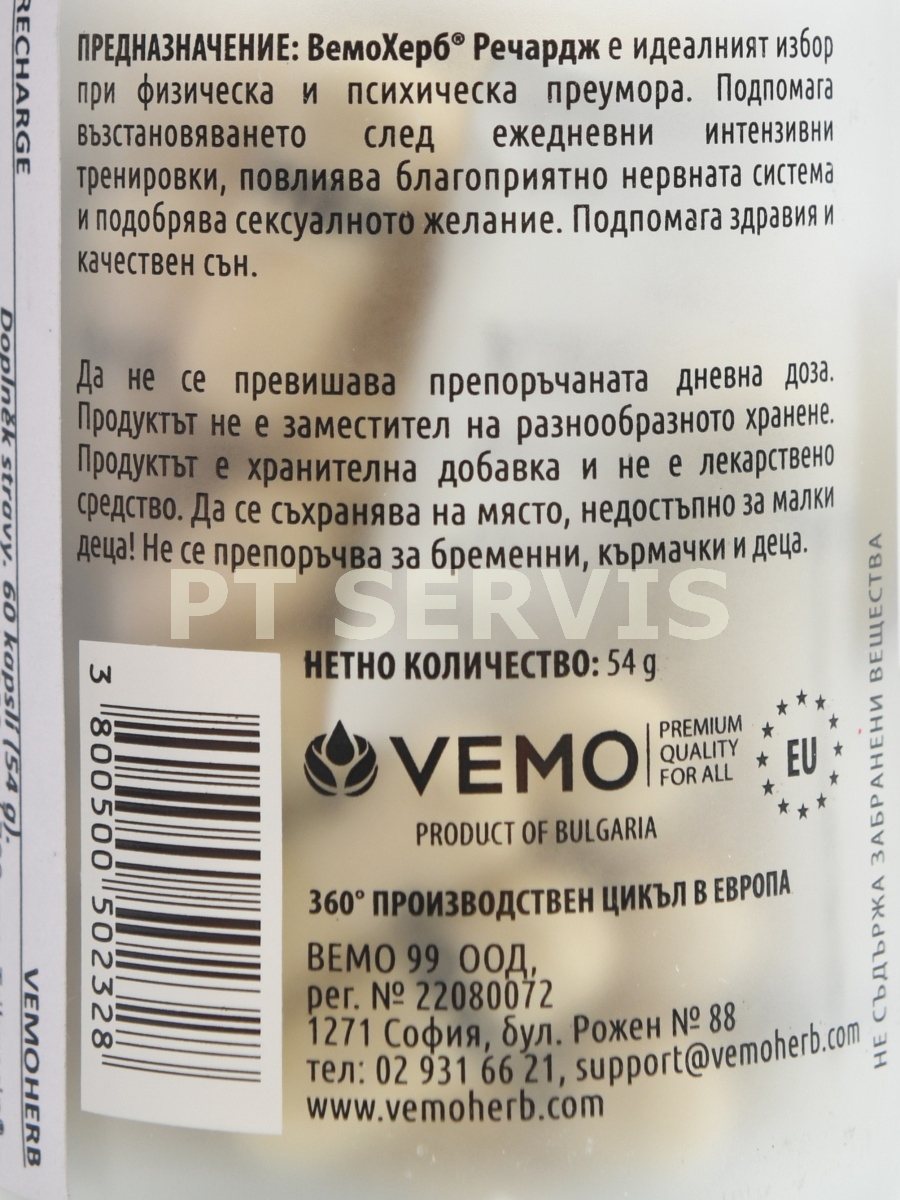 RECHARGE
Doplněk stravy. 60 kapslí (54 g).
VEMOHERB
ПРЕДНАЗНАЧЕНИЕ: ВемоХерб® Речардж е идеалният избор
при физическа и психическа преумора. Подпомага
възстановяването след ежедневни интензивни
тренировки, повлиява благоприятно нервната система
и подобрява сексуалното желание. Подпомага здравия и
качествен сън.
Да не се превишава препоръчаната дневна доза.
Продуктът не е заместител на разнообразното хранене.
Продуктът е хранителна добавка и не е лекарствено
средство. Да се съхранява на място, недостъпно за малки
деца! Не се препоръчва за бременни, кърмачки и деца.
PT SERVIS
НЕТНО КОЛИЧЕСТВО: 54 g
VEMO
PREMIUM
QUALITY
FOR ALL
EU
PRODUCT OF BULGARIA
360° ПРОИЗВОДСТВЕН ЦИКЪЛ В ЕВРОПА
ВЕМО 99 ООД,
рег. № 22080072
1271 София, бул. Рожен № 88
тел: 02 931 66 21, support@vemoherb.com
www.vemoherb.com
3 800500 502328
НЕ СЪДЪРЖА ЗАБРАНЕНИ ВЕЩЕСТВА